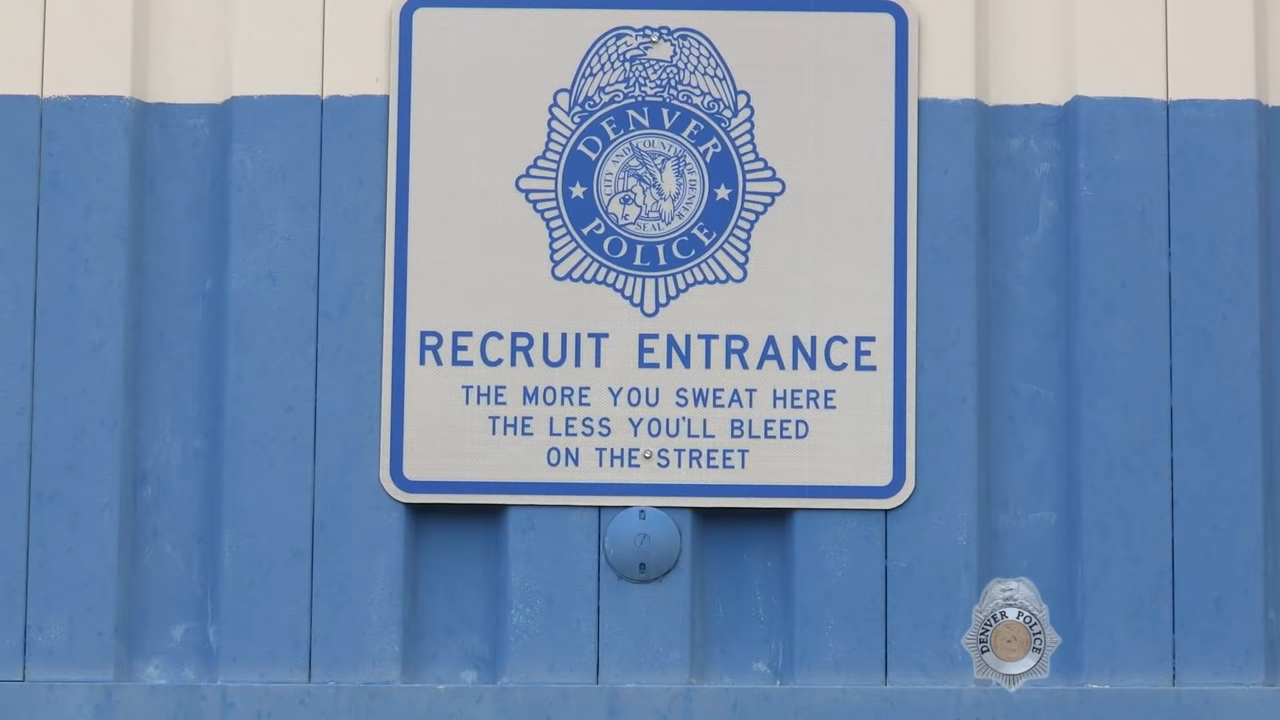 DENVER
CITY AND COUNTY OF DENVER
SEAL
POLICE
RECRUIT ENTRANCE
THE MORE YOU SWEAT HERE
THE LESS YOU'LL BLEED
ON THE STREET
DENVER POLICE